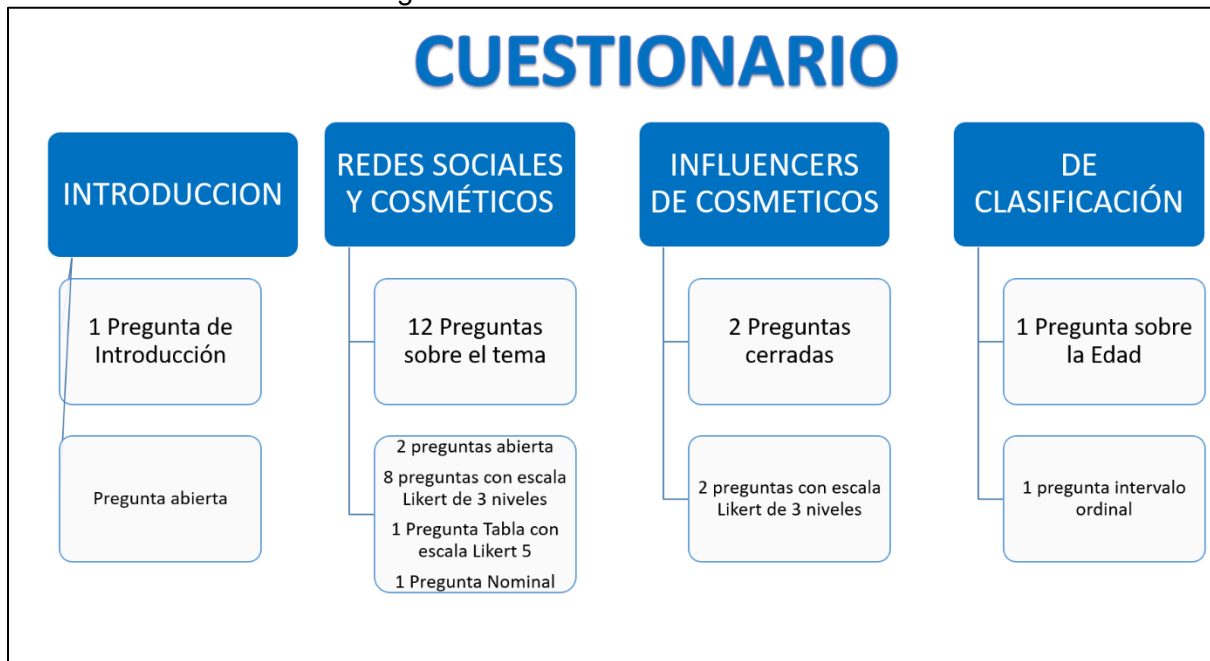 CUESTIONARIO
INTRODUCCION
1 Pregunta de
Introducción
Pregunta abierta
REDES SOCIALES
Y COSMÉTICOS
12 Preguntas
sobre el tema
2 preguntas abierta
8 preguntas con escala
Likert de 3 niveles
1 Pregunta Tabla con
escala Likert 5
1 Pregunta Nominal
INFLUENCERS
DE COSMETICOS
2 Preguntas
cerradas
2 preguntas con escala
Likert de 3 niveles
DE
CLASIFICACIÓN
1 Pregunta sobre
la Edad
1 pregunta intervalo
ordinal